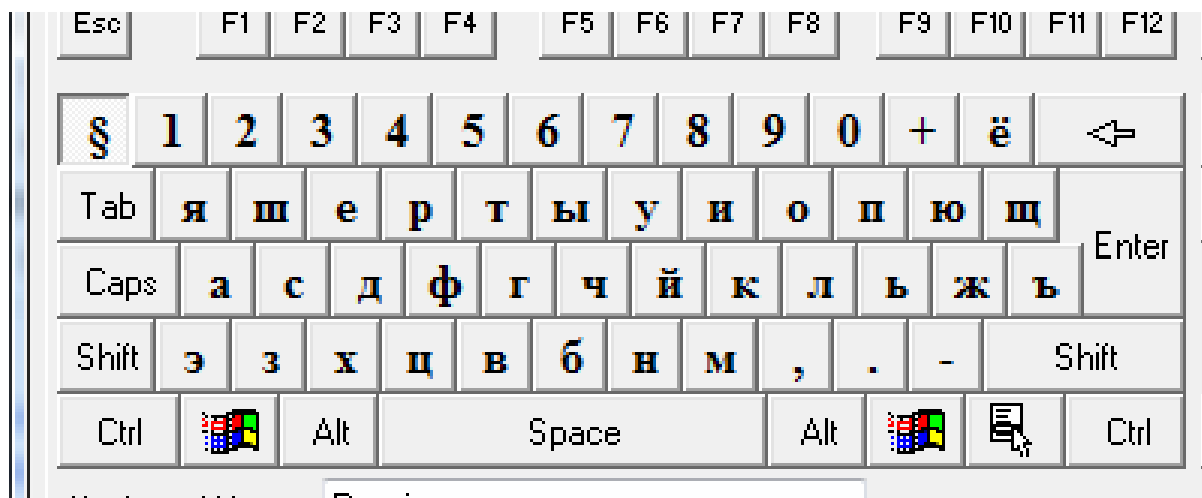 Esc F1 F2 F3 F4 F5 F6 F7 F8 F9 F10 F11 F12
§ 1 2 3 4 5 6 7 8 9 0 + ё
Tab я ш е р т ы у и о п ю щ
Enter
Caps а с д ф г ч й к л ь ж ъ
Shift э з х ц в б н м , . - Shift
Ctrl Alt Space Alt Ctrl